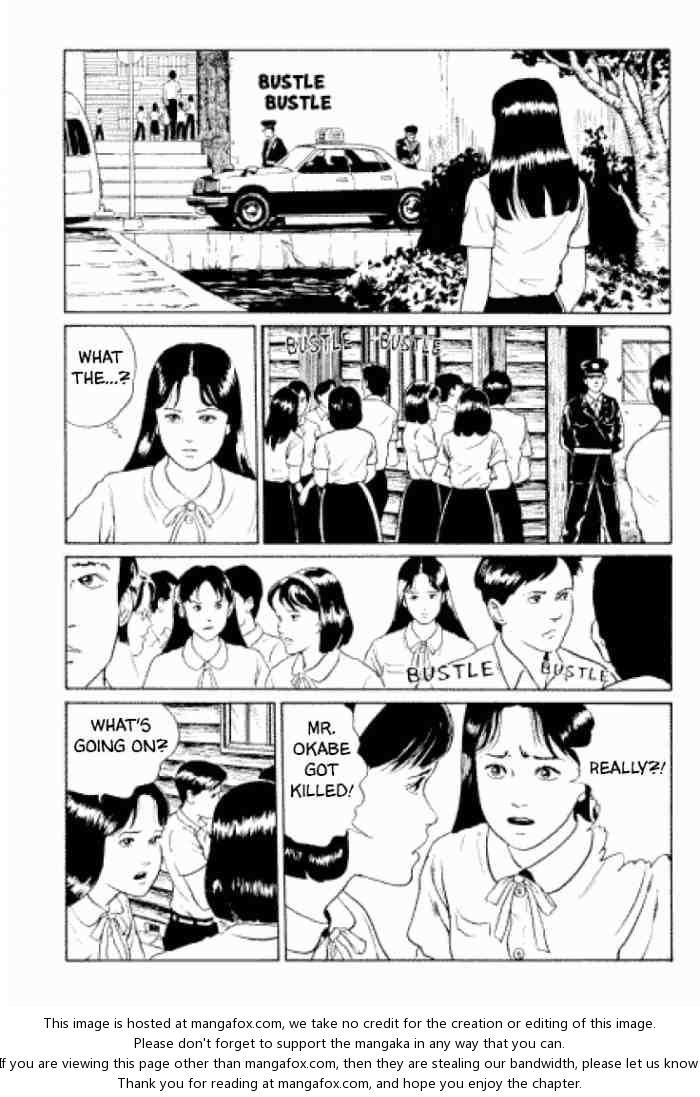 BUSTLE
BUSTLE
WHAT
THE...?
BUSTLE BUSTLE
BUSTLE BUSTLE
WHAT'S
GOING ON?
MR.
OKABE
GOT
KILLED!
REALLY?!
This image is hosted at mangafox.com, we take no credit for the creation or editing of this image.
Please don't forget to support the mangaka in any way that you can.
If you are viewing this page other than mangafox.com, then they are stealing our bandwidth, please let us know
Thank you for reading at mangafox.com, and hope you enjoy the chapter.